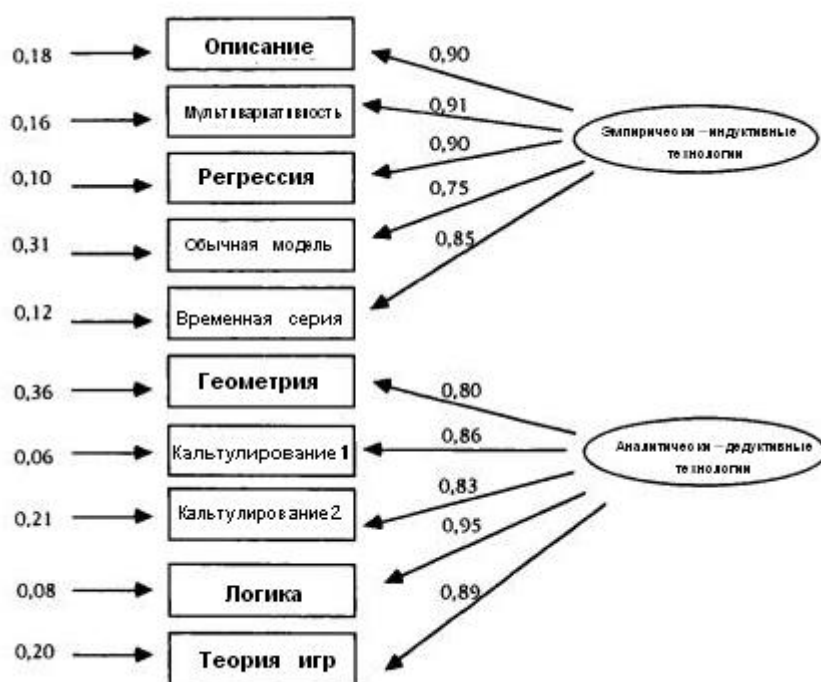 0,18
Описание
0,90
0,16
Мультивариативность
0,91
Эмпирически – индуктивные
технологии
0,90
0,10
Регрессия
0,75
0,31
Обычная модель
0,85
0,12
Временная серия
0,36
Геометрия
0,80
0,06
Кальтулирование 1
0,86
Аналитически – дедуктивные
технологии
0,83
0,21
Кальтулирование 2
0,95
0,08
Логика
0,89
0,20
Теория игр